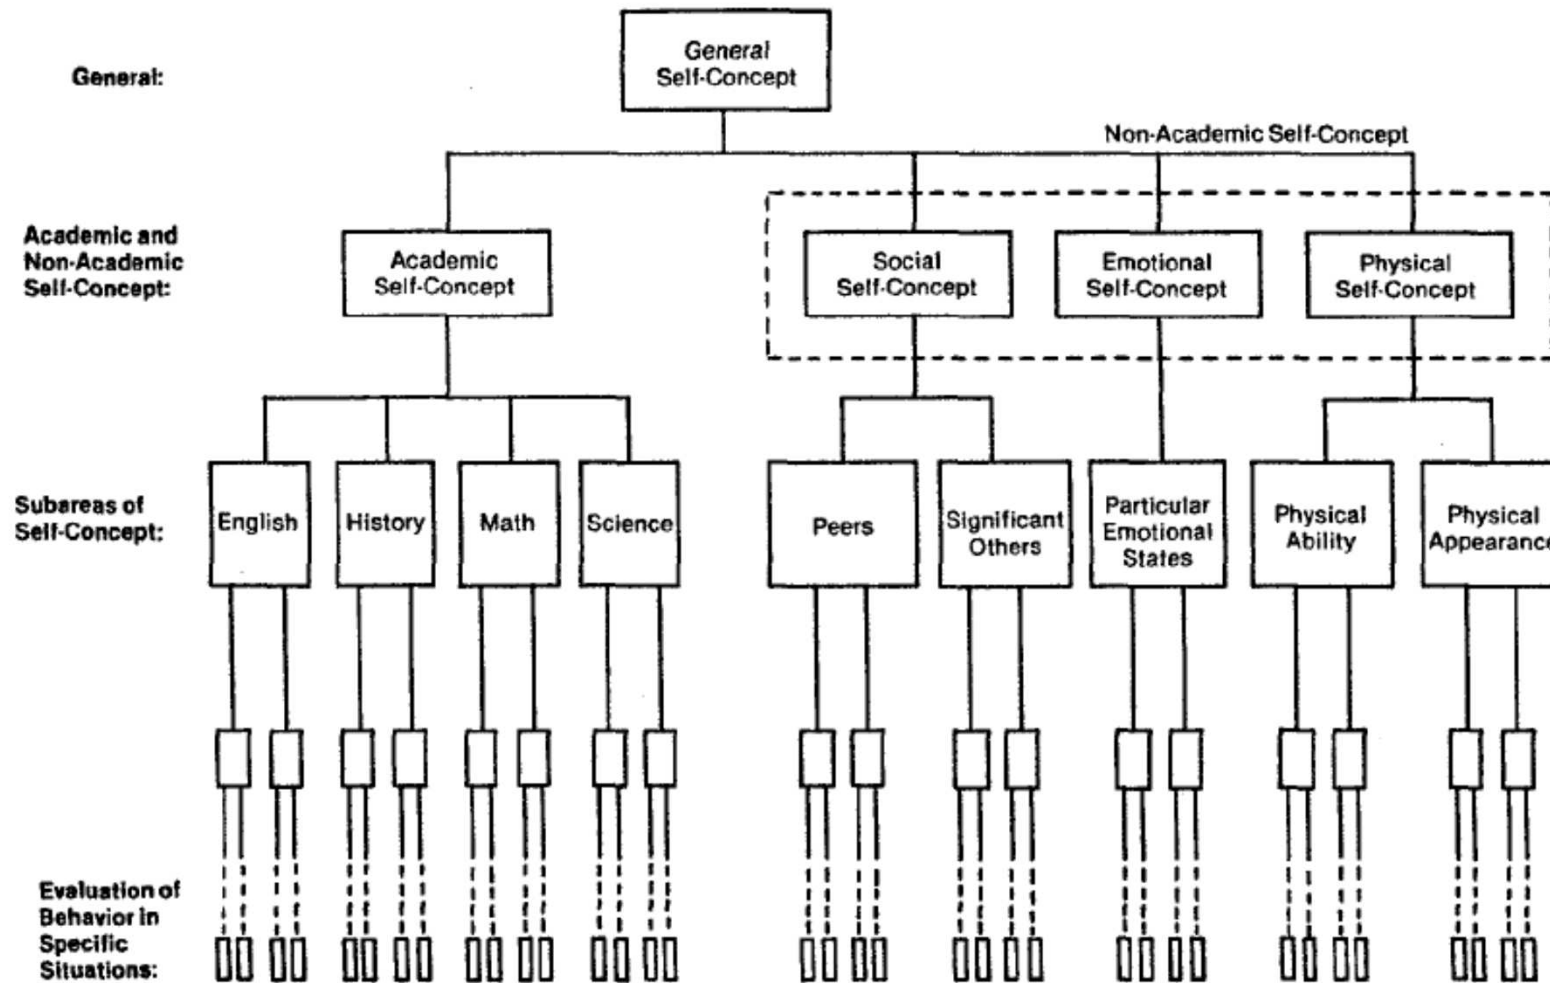 General
Self-Concept
General:
Non-Academic Self-Concept
Academic and
Non-Academic
Self-Concept:
Academic
Self-Concept
Social
Self-Concept
Emotional
Self-Concept
Physical
Self-Concept
Subareas of
Self-Concept:
English
History
Math
Science
Peers
Significant
Others
Particular
Emotional
States
Physical
Ability
Physical
Appearance
Evaluation of
Behavior in
Specific
Situations: